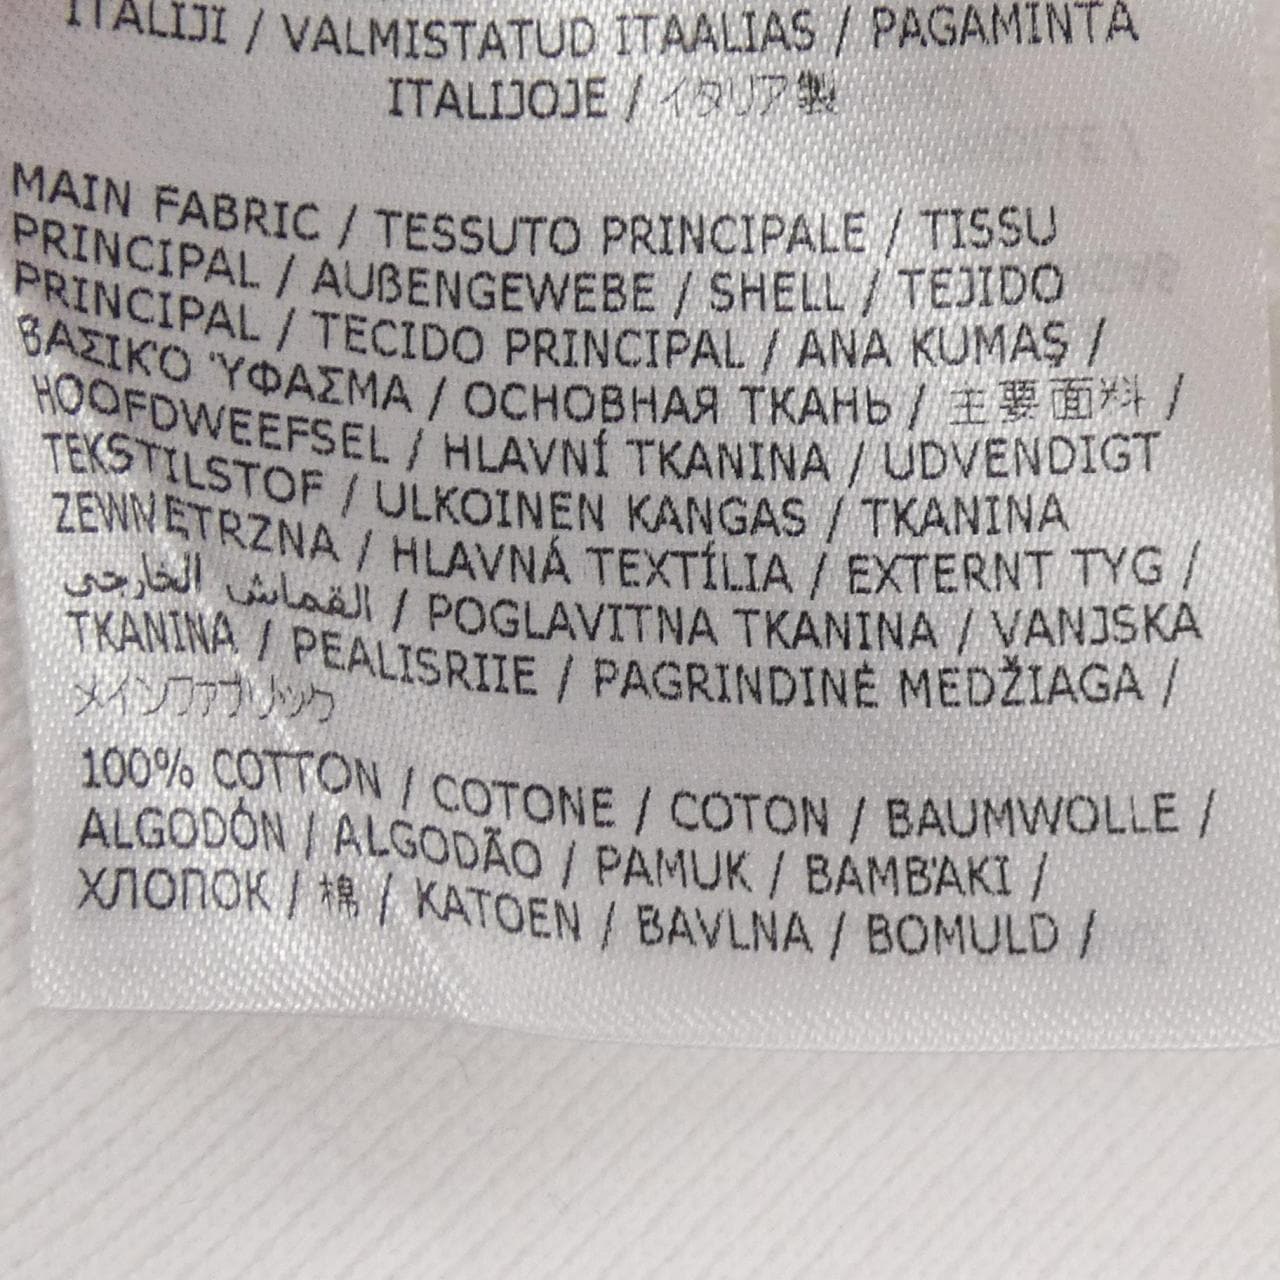 ITALIJI / VALMISTATUD ITAALIAS / PAGAMINTA
ITALIJOJE / イタリア製
MAIN FABRIC / TESSUTO PRINCIPALE / TISSU
PRINCIPAL / AUßENGEWEBE / SHELL / TEJIDO
PRINCIPAL / TECIDO PRINCIPAL / ANA KUMAŞ /
ΒΑΣΙΚΌ ΎΦΑΣΜΑ / ОСНОВНАЯ ТКАНЬ / 主要面料 /
HOOFDWEEFSEL / HLAVNÍ TKANINA / UDVENDIGT
TEKSTILSTOF / ULKOINEN KANGAS / TKANINA
ZEWNĘTRZNA / HLAVNÁ TEXTÍLIA / EXTERNT TYG /
القماش الخارجى / POGLAVITNA TKANINA / VANJSKA
TKANINA / PEALISRIIE / PAGRINDINĖ MEDŽIAGA /
メインファブリック
100% COTTON / COTONE / COTON / BAUMWOLLE /
ALGODÓN / ALGODÃO / PAMUK / ΒΑΜΒΆΚΙ /
ХЛОПОК / 棉 / KATOEN / BAVLNA / BOMULD /